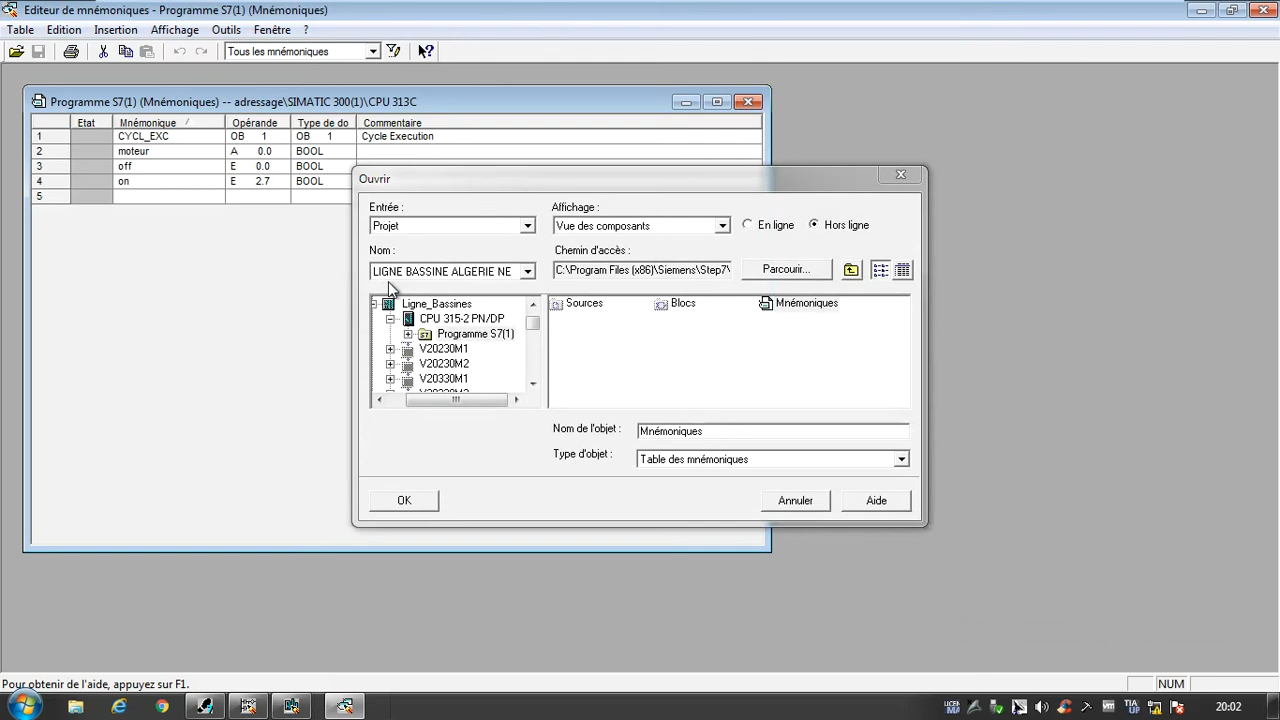 Editeur de mnémoniques - Programme S7(1) (Mnémoniques)
Table Edition Insertion Affichage Outils Fenêtre ?
Tous les mnémoniques
Programme S7(1) (Mnémoniques) -- adressage\SIMATIC 300(1)\CPU 313C
Etat Mnémonique Opérande Type de do Commentaire
1 CYCL_EXC OB 1 OB 1 Cycle Execution
2 moteur A 0.0 BOOL
3 off E 0.0 BOOL
4 on E 2.7 BOOL
5
Ouvrir
Entrée : Affichage :
Projet Vue des composants En ligne Hors ligne
Nom : Chemin d'accès :
LIGNE BASSINE ALGERIE NE C:\Program Files (x86)\Siemens\Step7\ Parcourir...
Ligne_Bassines Sources Blocs Mnémoniques
CPU 315-2 PN/DP
Programme S7(1)
V20230M1
V20230M2
V20330M1
Nom de l'objet : Mnémoniques
Type d'objet : Table des mnémoniques
OK Annuler Aide
Pour obtenir de l'aide, appuyez sur F1. NUM
20:02